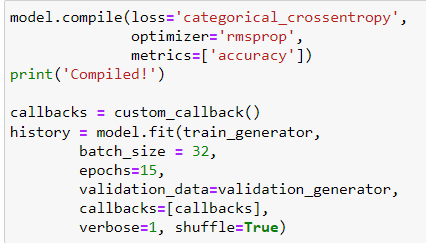 model.compile(loss='categorical_crossentropy',
              optimizer='rmsprop',
              metrics=['accuracy'])
print('Compiled!')

callbacks = custom_callback()
history = model.fit(train_generator,
        batch_size = 32,
        epochs=15,
        validation_data=validation_generator,
        callbacks=[callbacks],
        verbose=1, shuffle=True)